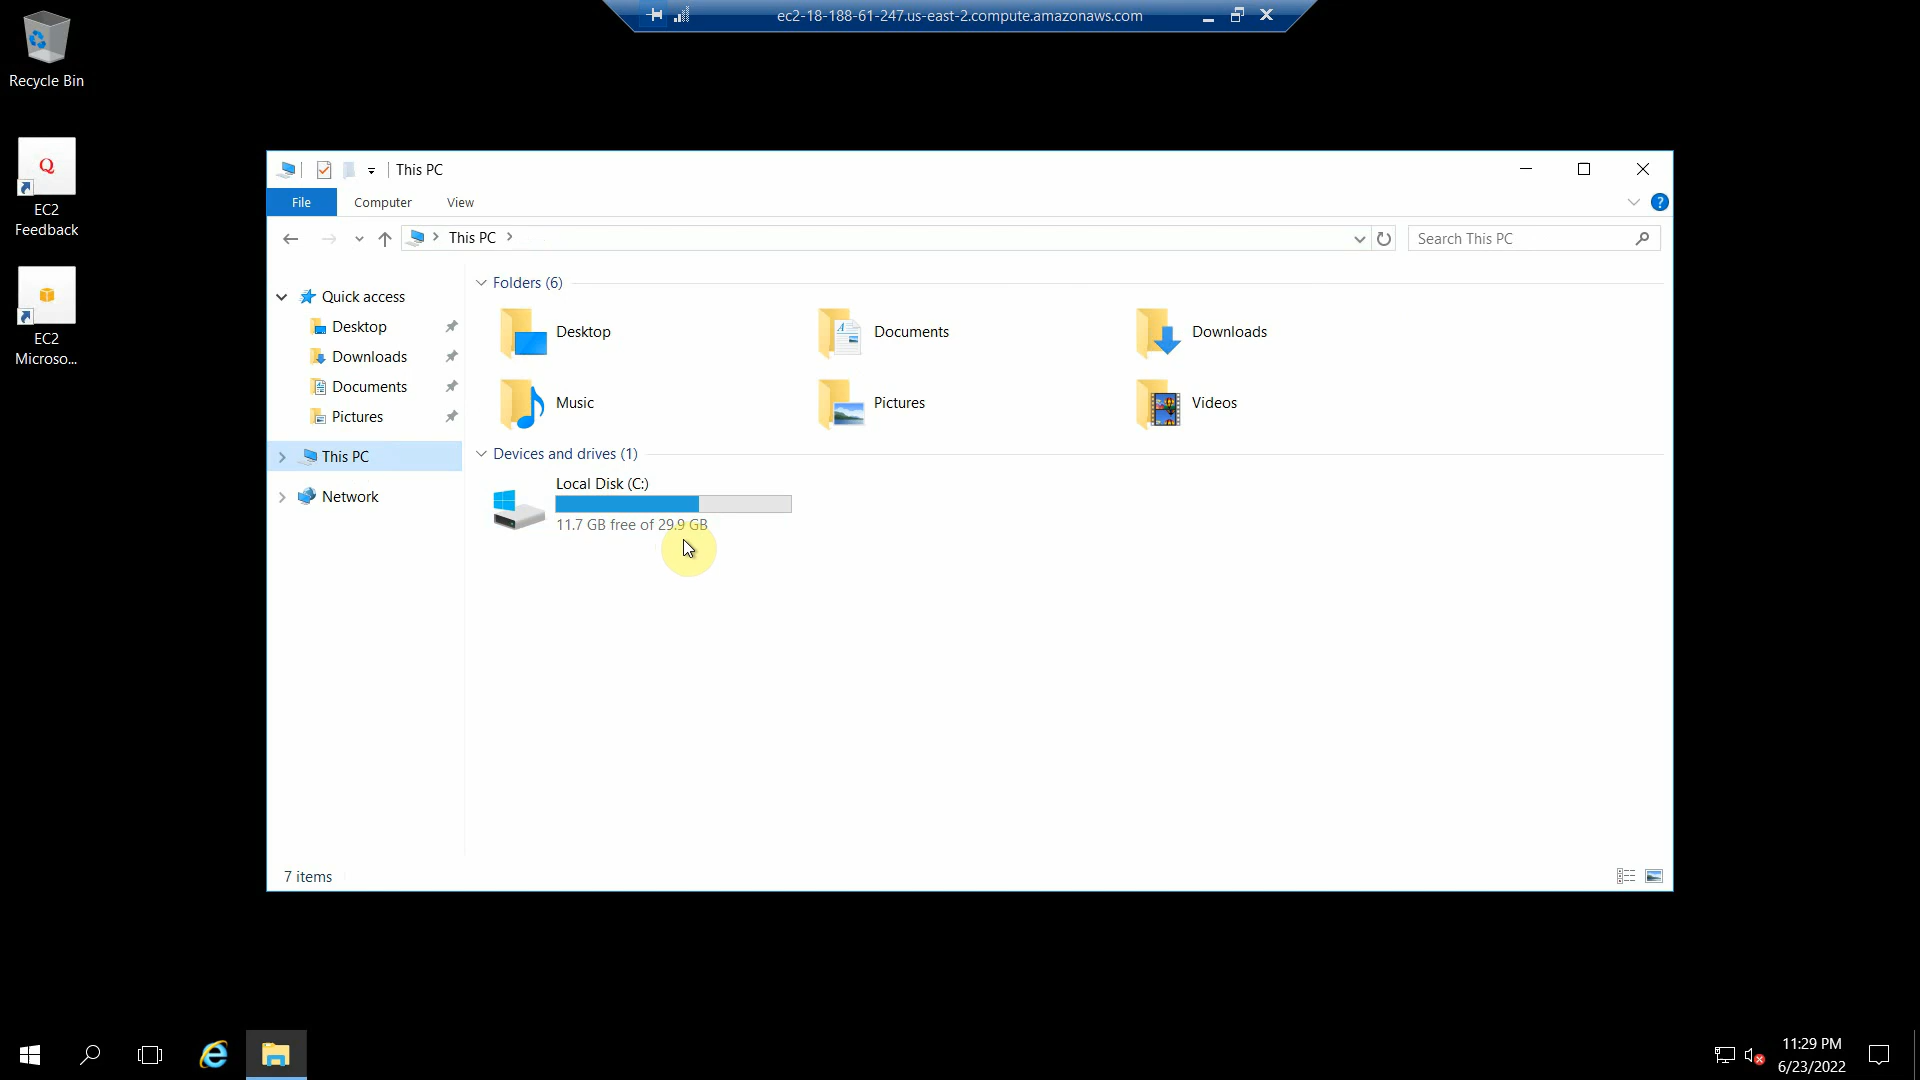 ec2-18-188-61-247.us-east-2.compute.amazonaws.com
Recycle Bin
Q
EC2
Feedback
EC2
Microso...
This PC
File
Computer
View
?
This PC
Search This PC
Quick access
Desktop
Downloads
Documents
Pictures
This PC
Network
Folders (6)
Desktop
Documents
Downloads
Music
Pictures
Videos
Devices and drives (1)
Local Disk (C:)
11.7 GB free of 29.9 GB
7 items
11:29 PM
6/23/2022